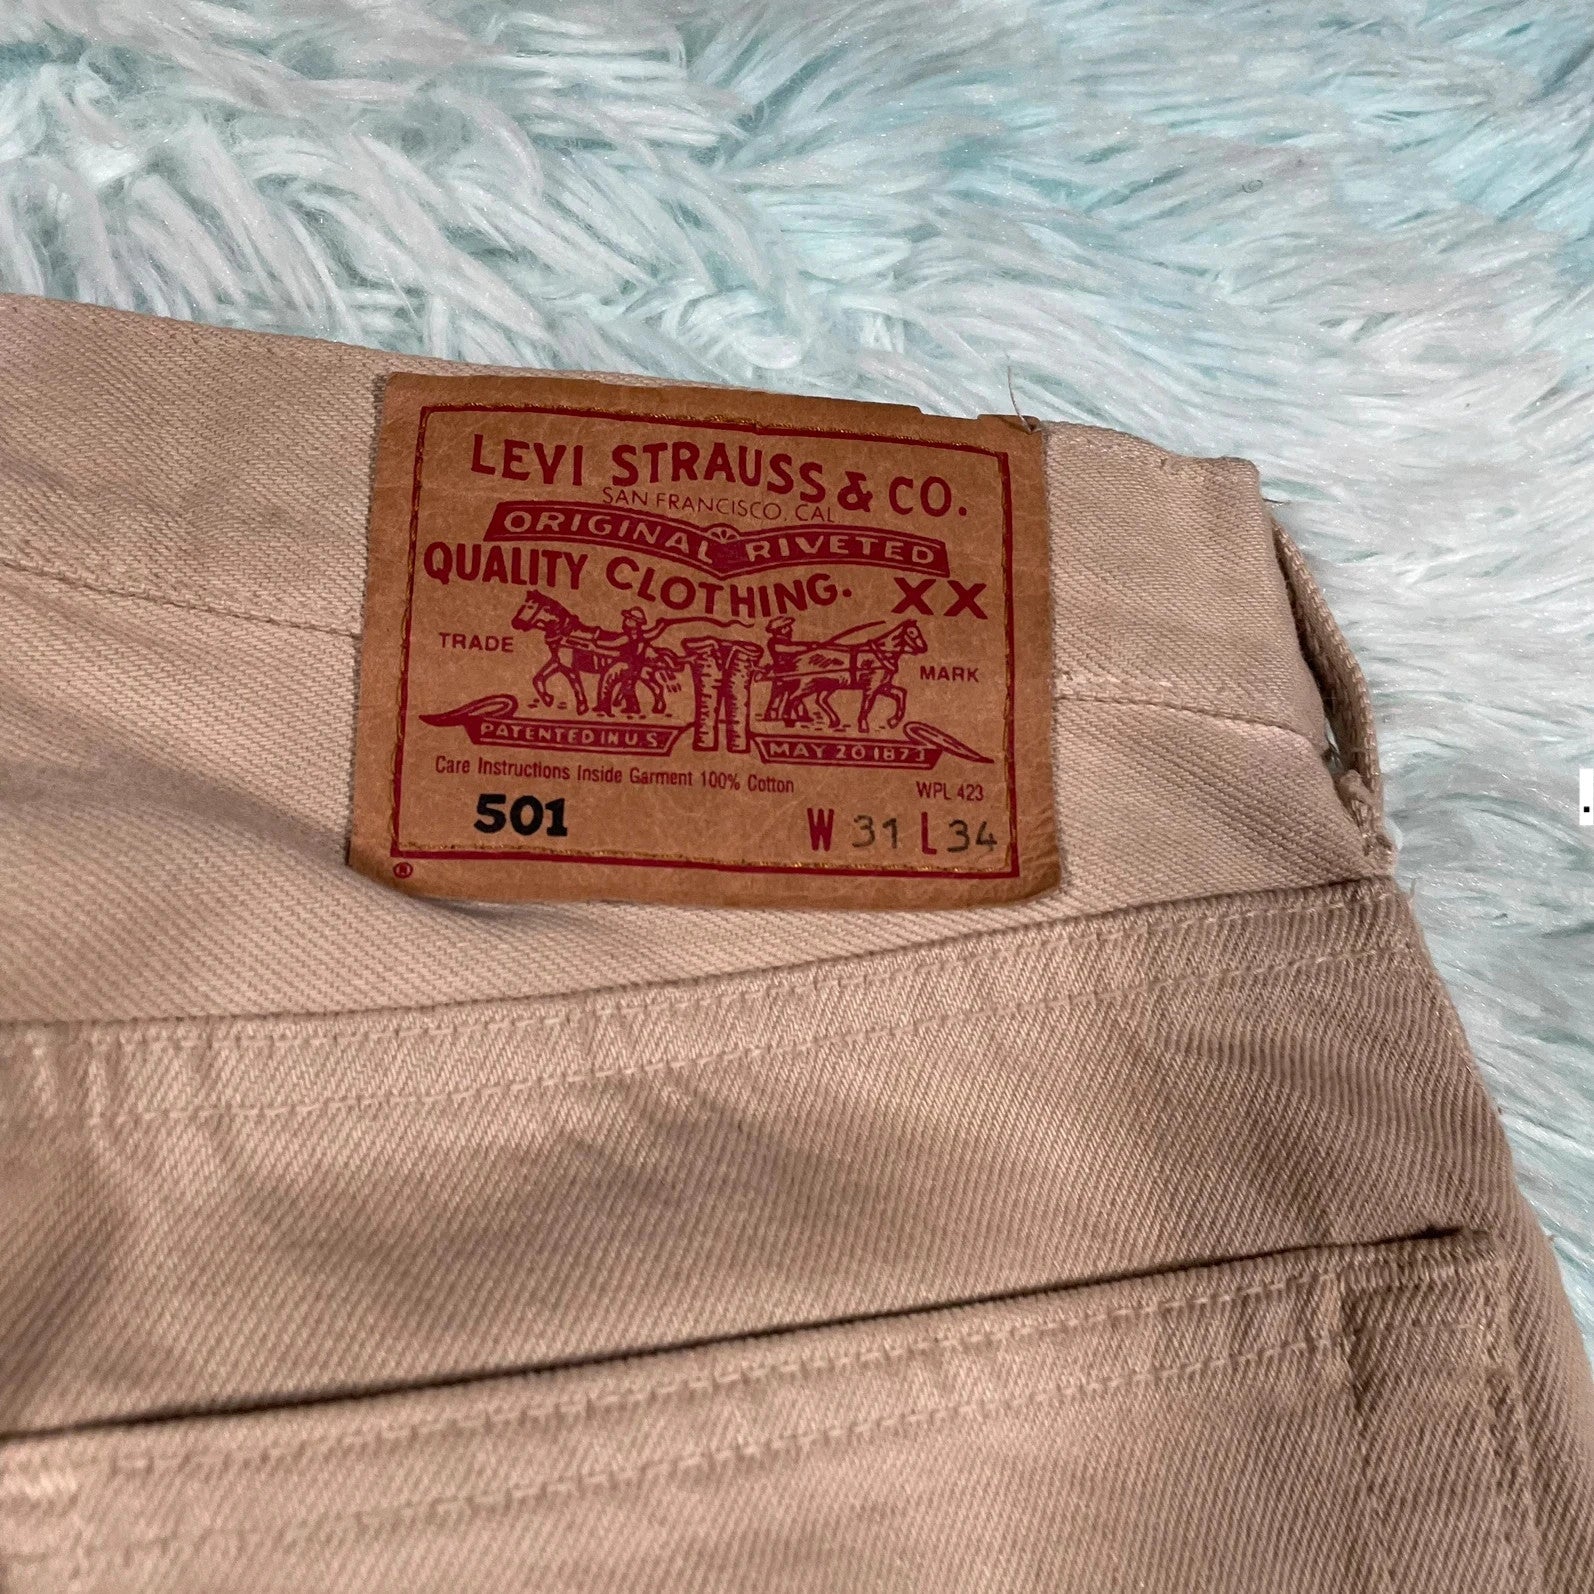 LEVI STRAUSS & CO.
SAN FRANCISCO, CAL
ORIGINAL RIVETED
QUALITY CLOTHING. XX
TRADE MARK
PATENTED IN U.S. MAY 20 1873
Care Instructions Inside Garment 100% Cotton WPL 423
501 W 31 L 34
®